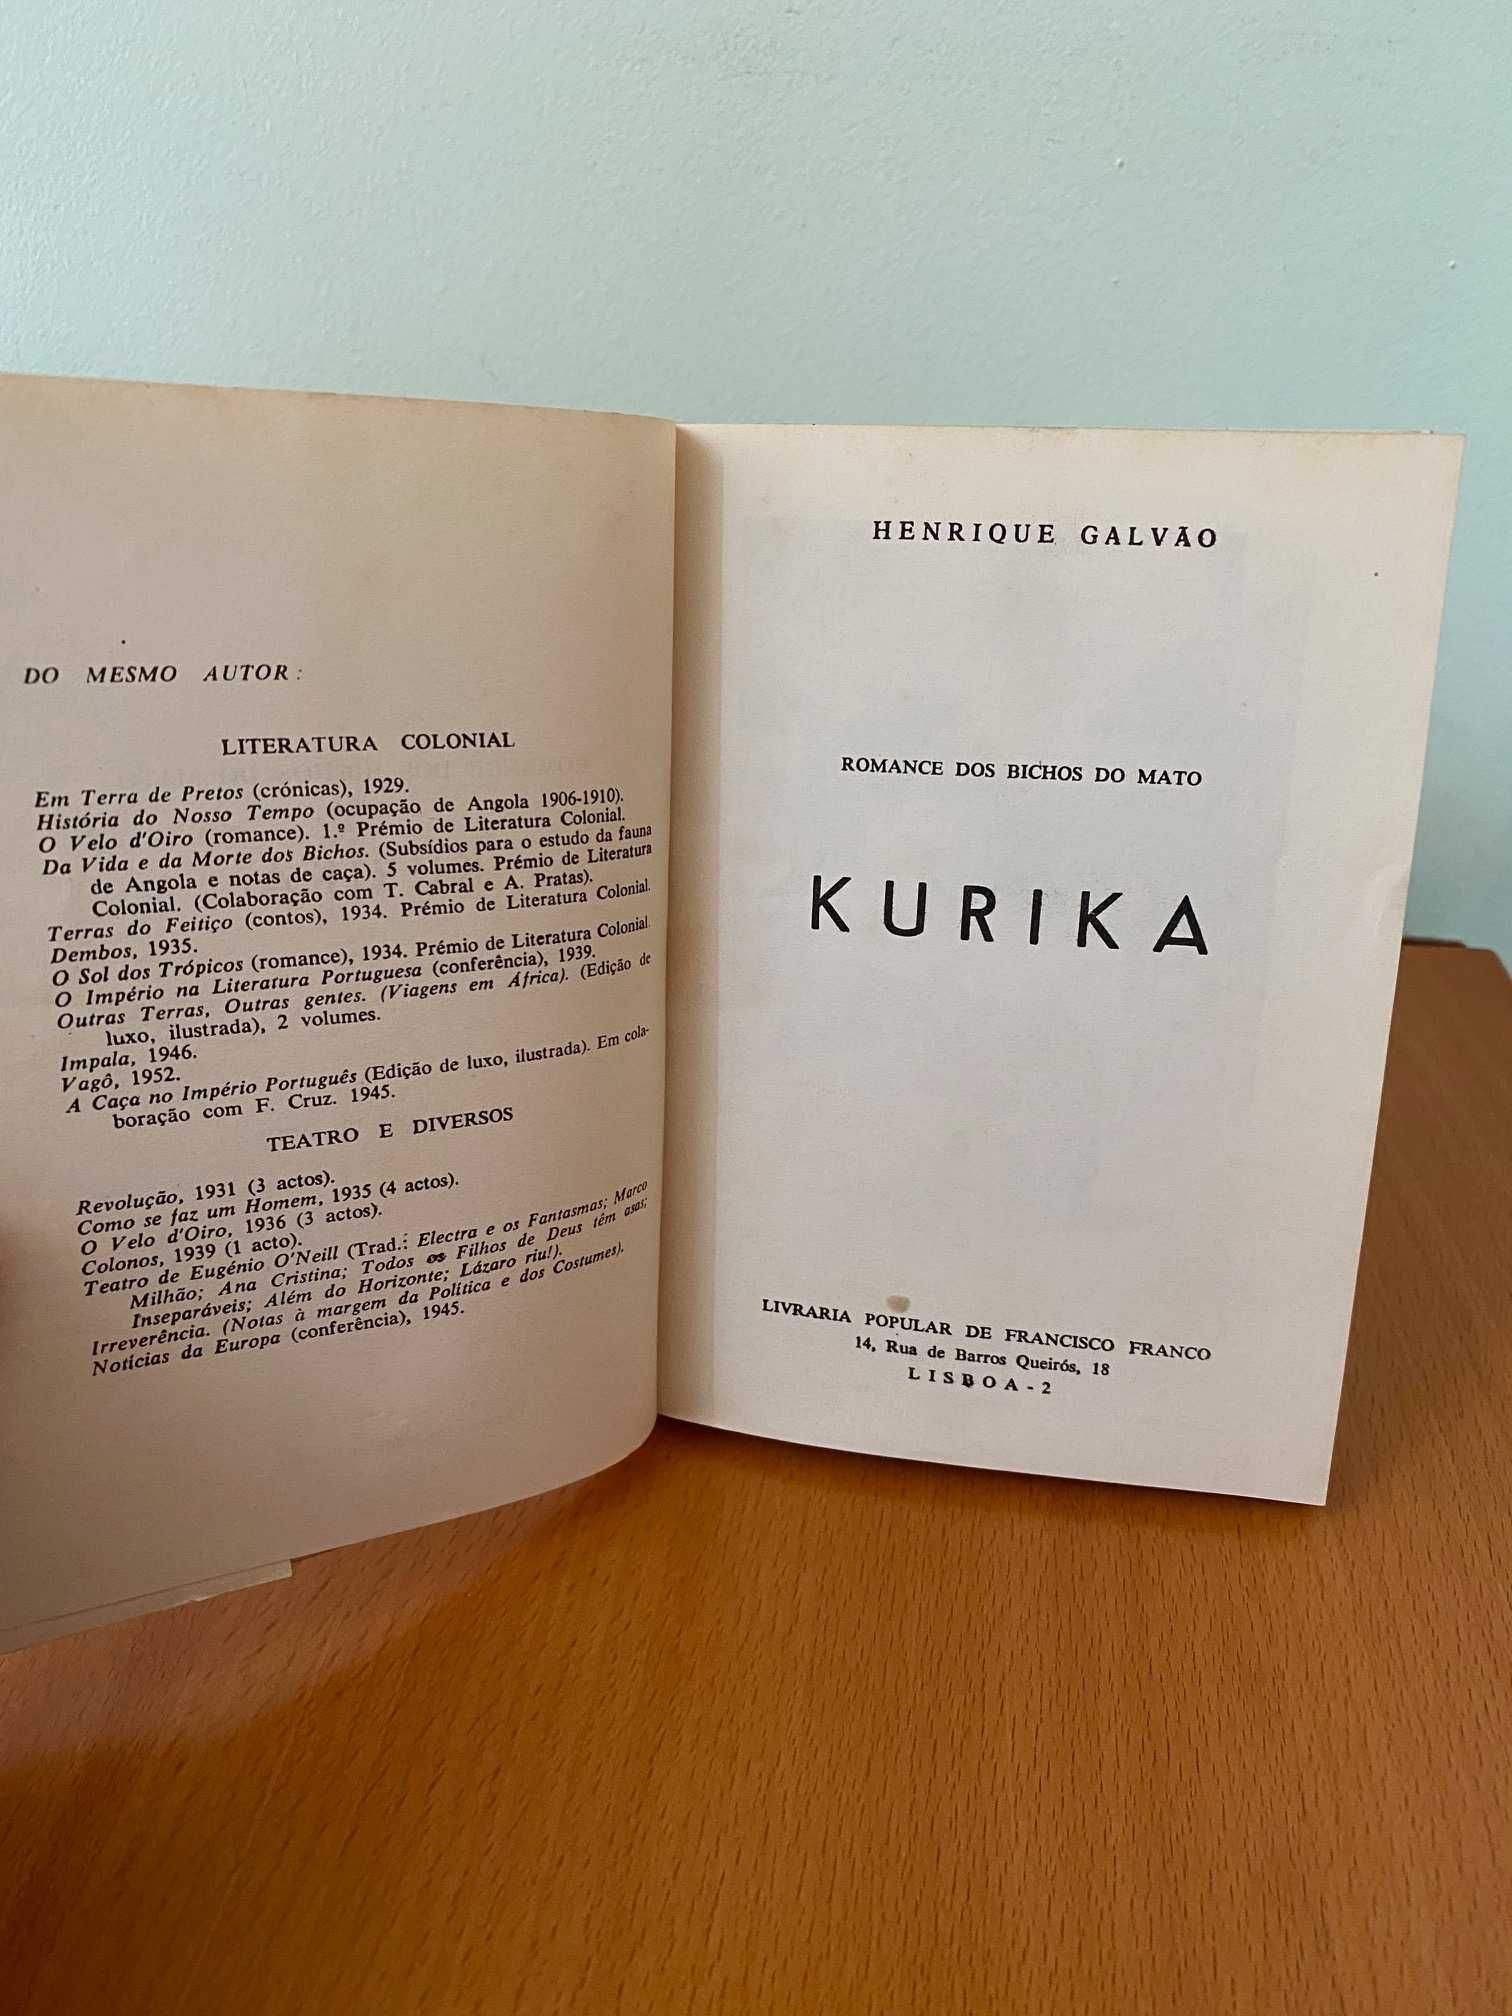 DO MESMO AUTOR:
LITERATURA COLONIAL
Em Terra de Pretos (crónicas), 1929.
História do Nosso Tempo (ocupação de Angola 1906-1910).
O Velo d'Oiro (romance). 1.º Prémio de Literatura Colonial.
Da Vida e da Morte dos Bichos. (Subsídios para o estudo da fauna
de Angola e notas de caça). 5 volumes. Prémio de Literatura
Colonial. (Colaboração com T. Cabral e A. Pratas).
Terras do Feitiço (contos), 1934. Prémio de Literatura Colonial.
Dembos, 1935.
O Sol dos Trópicos (romance), 1934. Prémio de Literatura Colonial.
O Império na Literatura Portuguesa (conferência), 1939.
Outras Terras, Outras gentes. (Viagens em África). (Edição de
luxo, ilustrada), 2 volumes.
Impala, 1946.
Vagô, 1952.
A Caça no Império Português (Edição de luxo, ilustrada). Em cola-
boração com F. Cruz. 1945.
TEATRO E DIVERSOS
Revolução, 1931 (3 actos).
Como se faz um Homem, 1935 (4 actos).
O Velo d'Oiro, 1936 (3 actos).
Colonos, 1939 (1 acto).
Teatro de Eugénio O'Neill (Trad.: Electra e os Fantasmas; Marco
Milhão; Ana Cristina; Todos os Filhos de Deus têm asas;
Inseparáveis; Além do Horizonte; Lázaro riu!).
Irreverência. (Notas à margem da Política e dos Costumes).
Notícias da Europa (conferência), 1945.
HENRIQUE GALVÃO
ROMANCE DOS BICHOS DO MATO
KURIKA
LIVRARIA POPULAR DE FRANCISCO FRANCO
14, Rua de Barros Queirós, 18
LISBOA-2